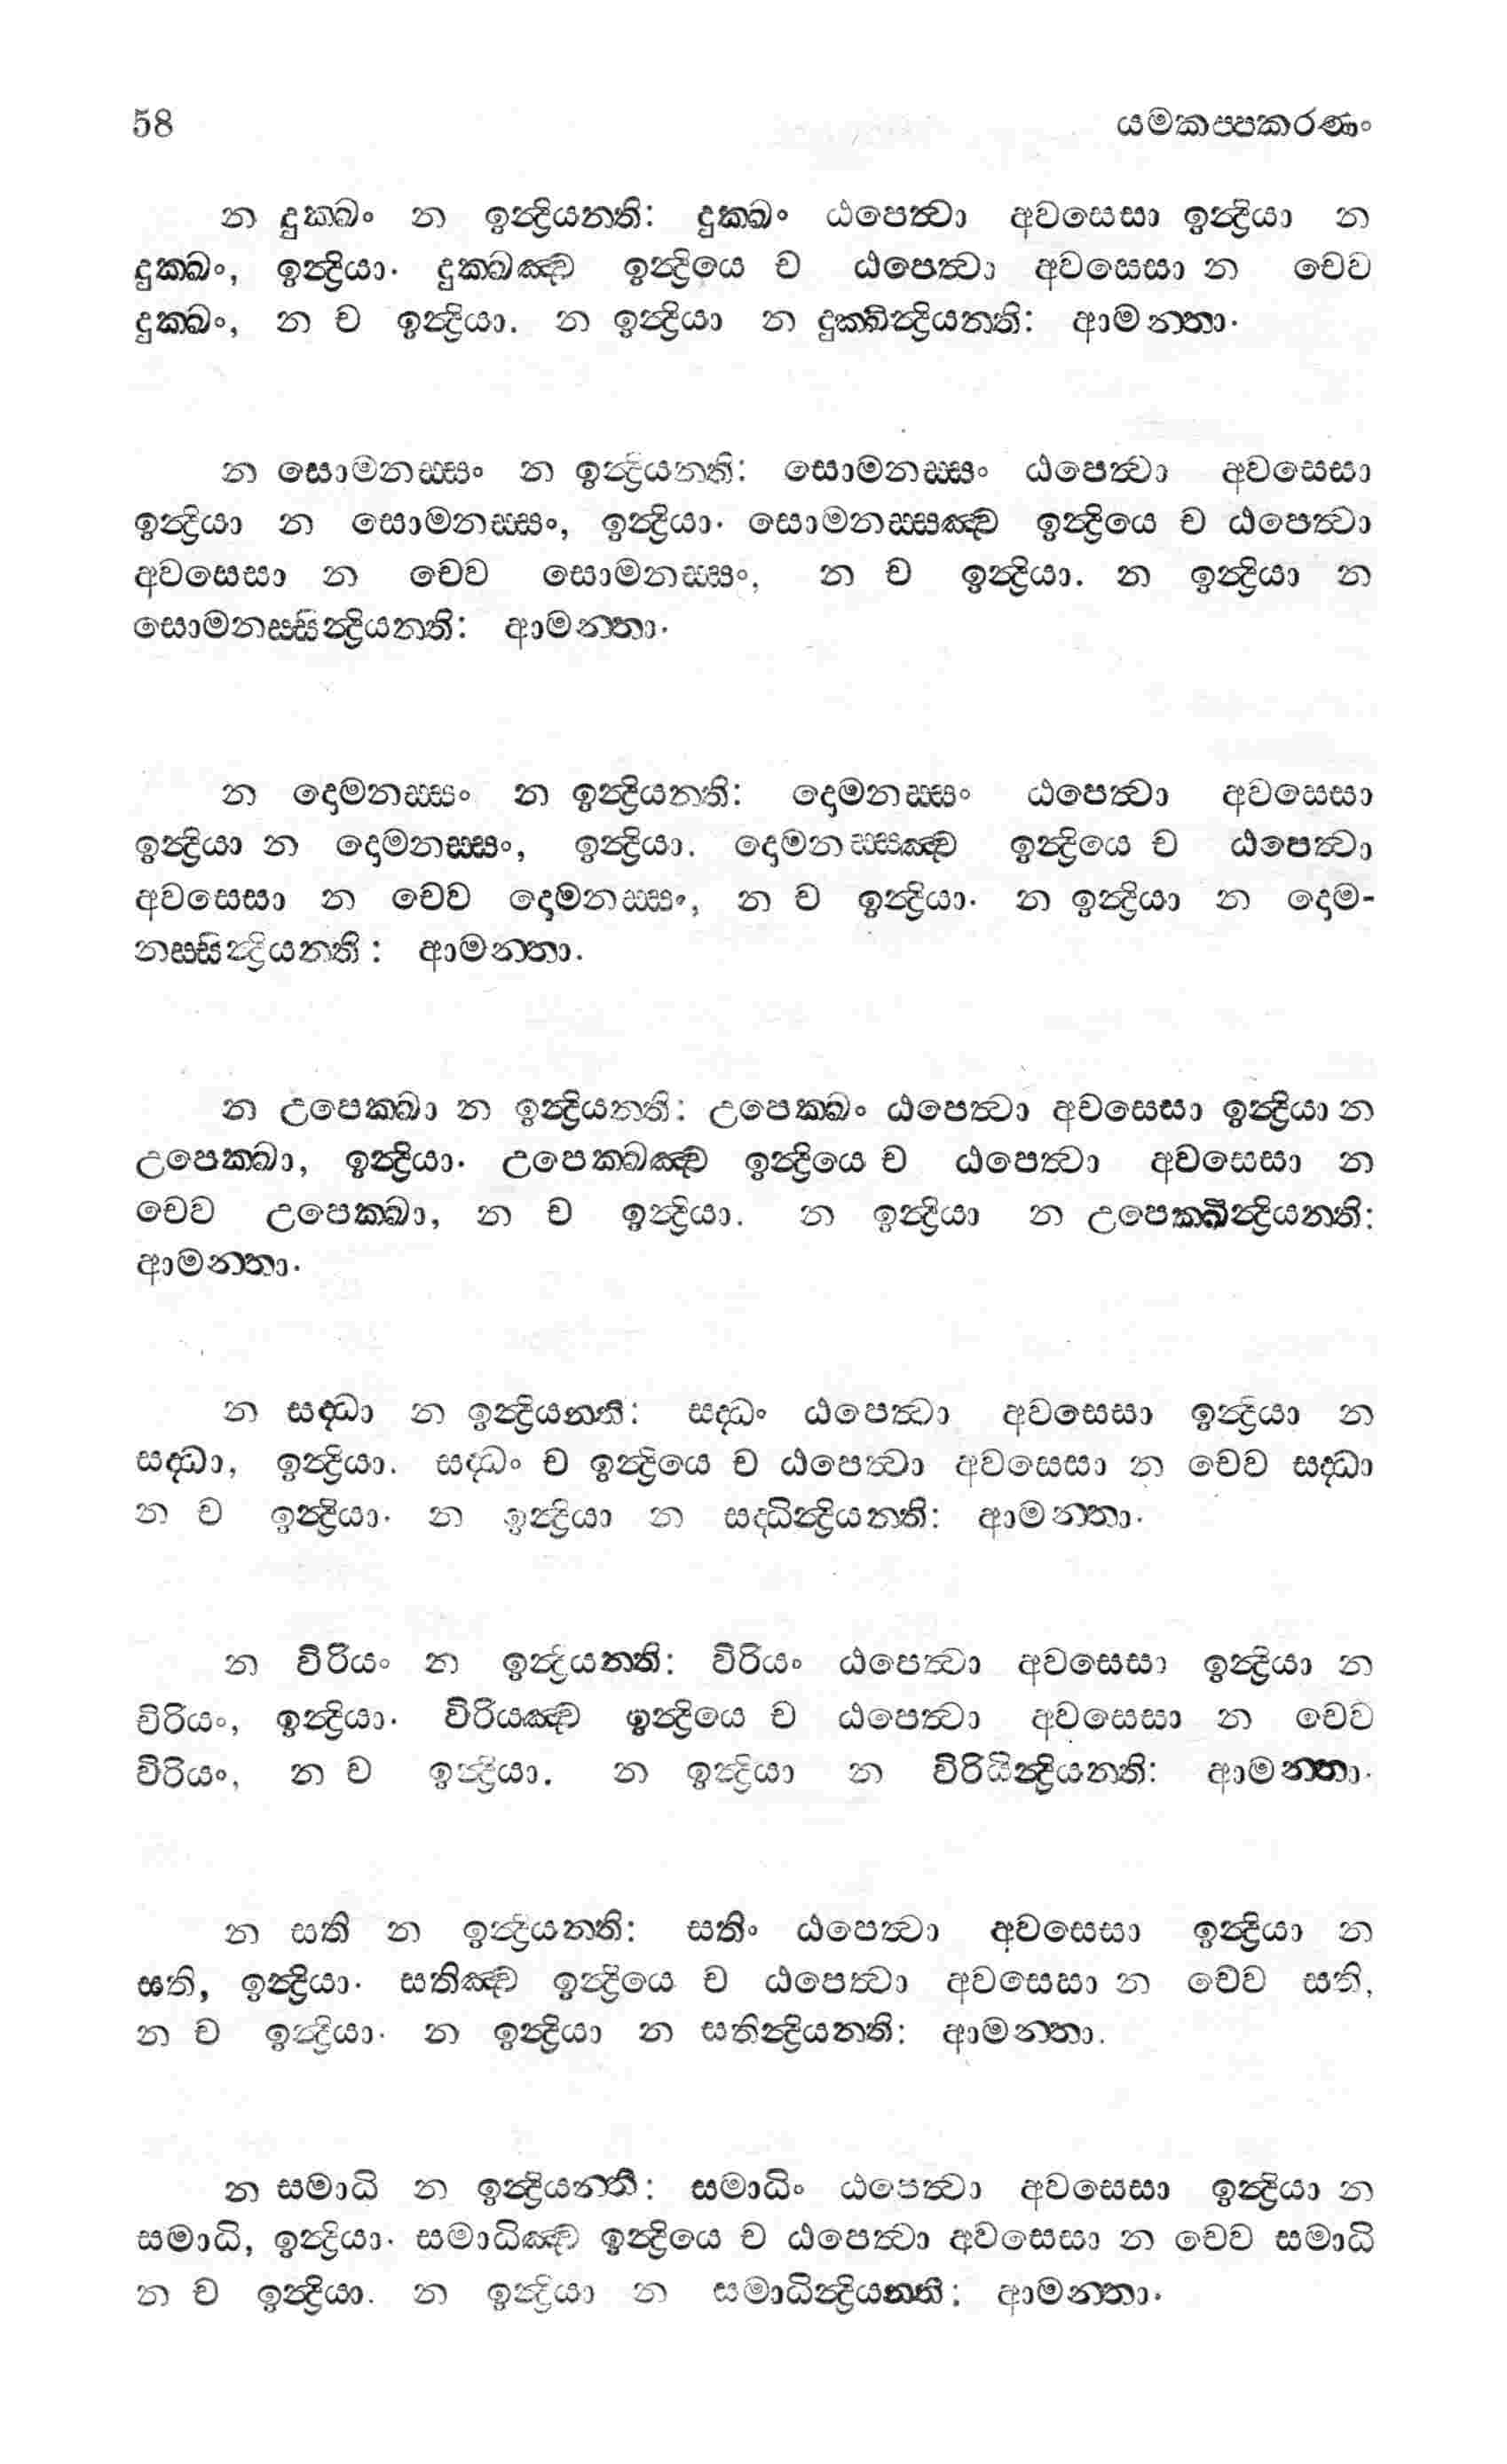 58 යමකප්පකරණං
න දුක්ඛං න ඉන්ද්‍රියන්ති: දුක්ඛං ඨපෙත්වා අවසෙසා ඉන්ද්‍රියා න
දුක්ඛං, ඉන්ද්‍රියා. දුක්ඛඤ්ච ඉන්ද්‍රියෙ ච ඨපෙත්වා අවසෙසා න චෙව
දුක්ඛං, න ච ඉන්ද්‍රියා. න ඉන්ද්‍රියා න දුක්ඛින්ද්‍රියන්ති: ආමන්තා.
න සොමනස්සං න ඉන්ද්‍රියන්ති: සොමනස්සං ඨපෙත්වා අවසෙසා
ඉන්ද්‍රියා න සොමනස්සං, ඉන්ද්‍රියා. සොමනස්සඤ්ච ඉන්ද්‍රියෙ ච ඨපෙත්වා
අවසෙසා න චෙව සොමනස්සං, න ච ඉන්ද්‍රියා. න ඉන්ද්‍රියා න
සොමනස්සින්ද්‍රියන්ති: ආමන්තා.
න දොමනස්සං න ඉන්ද්‍රියන්ති: දොමනස්සං ඨපෙත්වා අවසෙසා
ඉන්ද්‍රියා න දොමනස්සං, ඉන්ද්‍රියා. දොමනස්සඤ්ච ඉන්ද්‍රියෙ ච ඨපෙත්වා
අවසෙසා න චෙව දොමනස්සං, න ච ඉන්ද්‍රියා. න ඉන්ද්‍රියා න දොම-
නස්සින්ද්‍රියන්ති: ආමන්තා.
න උපෙක්ඛා න ඉන්ද්‍රියන්ති: උපෙක්ඛං ඨපෙත්වා අවසෙසා ඉන්ද්‍රියා න
උපෙක්ඛා, ඉන්ද්‍රියා. උපෙක්ඛඤ්ච ඉන්ද්‍රියෙ ච ඨපෙත්වා අවසෙසා න
චෙව උපෙක්ඛා, න ච ඉන්ද්‍රියා. න ඉන්ද්‍රියා න උපෙක්ඛින්ද්‍රියන්ති:
ආමන්තා.
න සද්ධා න ඉන්ද්‍රියන්ති: සද්ධං ඨපෙත්වා අවසෙසා ඉන්ද්‍රියා න
සද්ධා, ඉන්ද්‍රියා. සද්ධං ච ඉන්ද්‍රියෙ ච ඨපෙත්වා අවසෙසා න චෙව සද්ධා
න ච ඉන්ද්‍රියා. න ඉන්ද්‍රියා න සද්ධින්ද්‍රියන්ති: ආමන්තා.
න විරියං න ඉන්ද්‍රියන්ති: විරියං ඨපෙත්වා අවසෙසා ඉන්ද්‍රියා න
විරියං, ඉන්ද්‍රියා. විරියඤ්ච ඉන්ද්‍රියෙ ච ඨපෙත්වා අවසෙසා න චෙව
විරියං, න ච ඉන්ද්‍රියා. න ඉන්ද්‍රියා න විරියින්ද්‍රියන්ති: ආමන්තා.
න සති න ඉන්ද්‍රියන්ති: සතිං ඨපෙත්වා අවසෙසා ඉන්ද්‍රියා න
සති, ඉන්ද්‍රියා. සතිඤ්ච ඉන්ද්‍රියෙ ච ඨපෙත්වා අවසෙසා න චෙව සති,
න ච ඉන්ද්‍රියා. න ඉන්ද්‍රියා න සතින්ද්‍රියන්ති: ආමන්තා.
න සමාධි න ඉන්ද්‍රියන්ති: සමාධිං ඨපෙත්වා අවසෙසා ඉන්ද්‍රියා න
සමාධි, ඉන්ද්‍රියා. සමාධිඤ්ච ඉන්ද්‍රියෙ ච ඨපෙත්වා අවසෙසා න චෙව සමාධි
න ච ඉන්ද්‍රියා. න ඉන්ද්‍රියා න සමාධින්ද්‍රියන්ති: ආමන්තා.